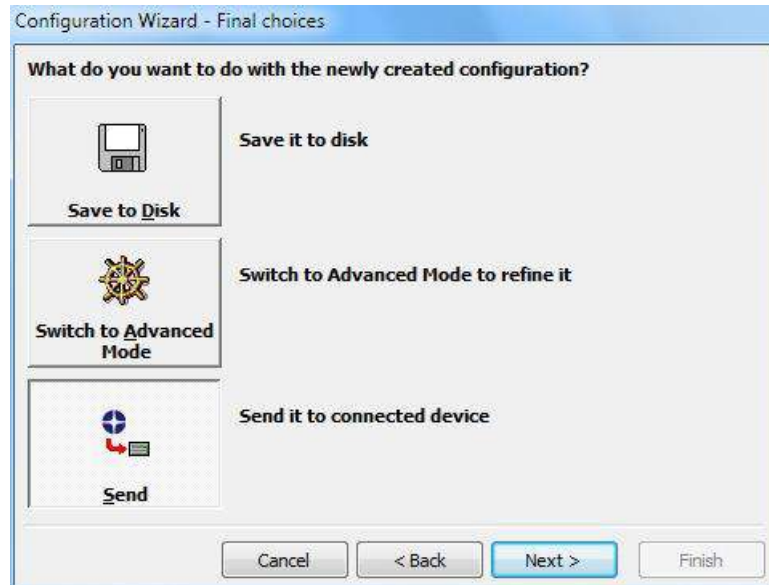 Configuration Wizard - Final choices
What do you want to do with the newly created configuration?
Save it to disk
Save to Disk
Switch to Advanced Mode to refine it
Switch to Advanced
Mode
Send it to connected device
Send
Cancel
< Back
Next >
Finish